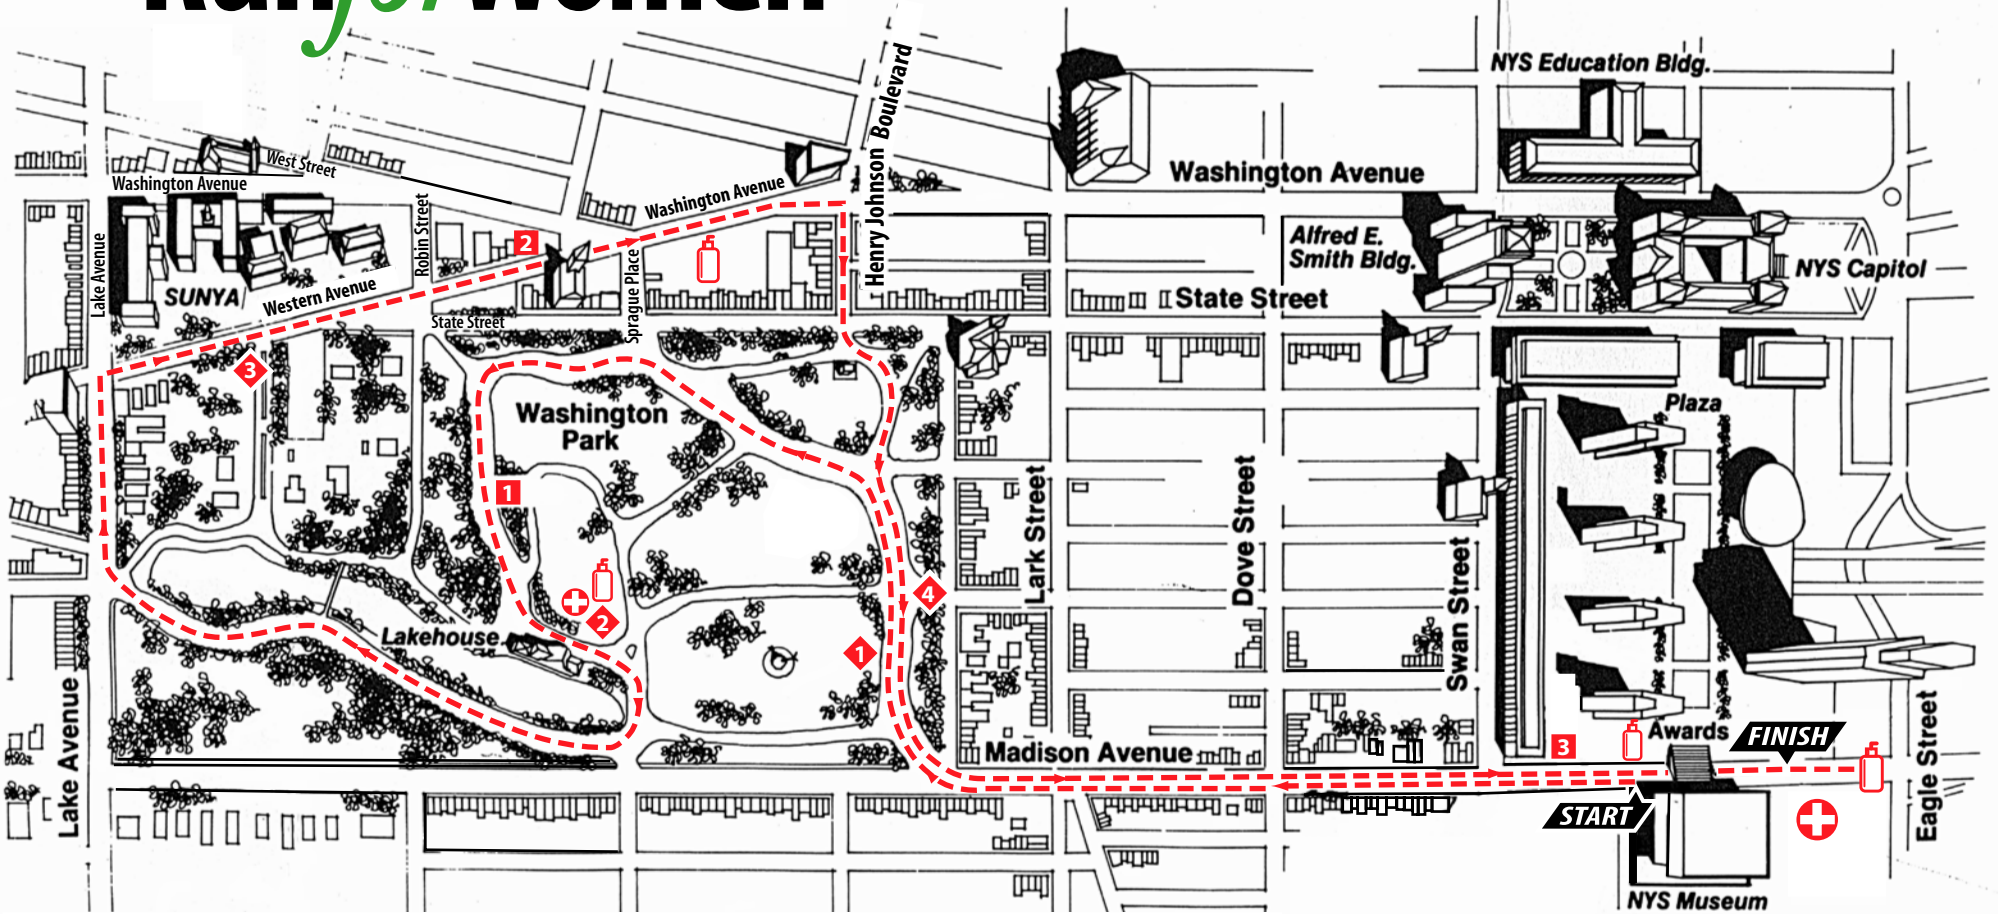 Run for Women
NYS Education Bldg.
Henry Johnson Boulevard
West Street
Washington Avenue
Washington Avenue
Washington Avenue
Robin Street
2
Lake Avenue
SUNYA
Western Avenue
Sprague Place
Alfred E.
Smith Bldg.
NYS Capitol
State Street
State Street
3
Washington
Park
Plaza
1
Lark Street
Dove Street
Swan Street
4
2
Lakehouse
1
Lake Avenue
Madison Avenue
3
Awards
FINISH
Eagle Street
START
NYS Museum